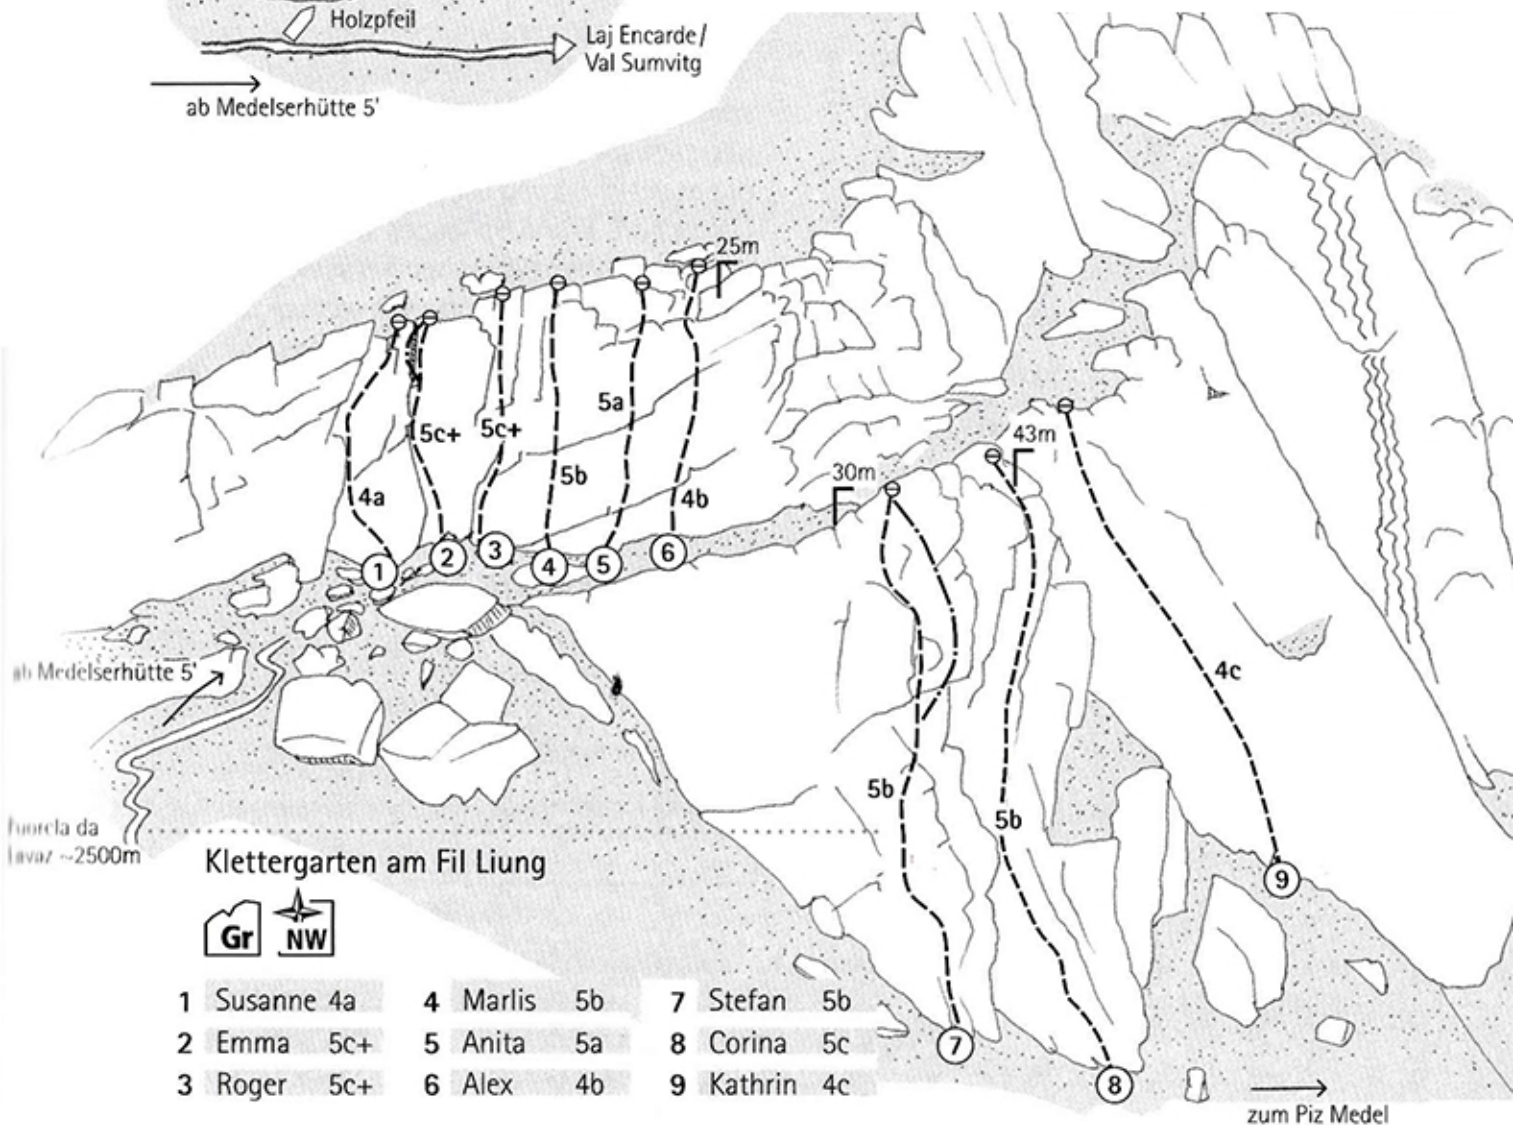 Holzpfeil
Laj Encarde/
Val Sumvitg
ab Medelserhütte 5'
25m
5a
5c+
5c+
43m
30m
5b
4a
4b
1
2
3
4
5
6
ab Medelserhütte 5'
4c
5b
5b
Fuorcla da
Lavaz ~2500m
Klettergarten am Fil Liung
9
Gr
NW
1 Susanne 4a
2 Emma 5c+
3 Roger 5c+
4 Marlis 5b
5 Anita 5a
6 Alex 4b
7 Stefan 5b
8 Corina 5c
9 Kathrin 4c
7
8
zum Piz Medel